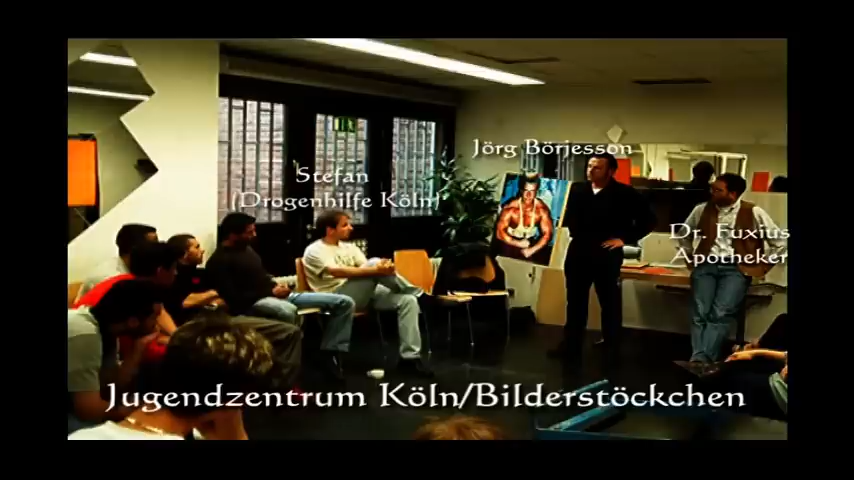 Jörg Börjesson
Stefan
(Drogenhilfe Köln)
Dr. Fuxius
Apotheker
Jugendzentrum Köln/Bilderstöckchen